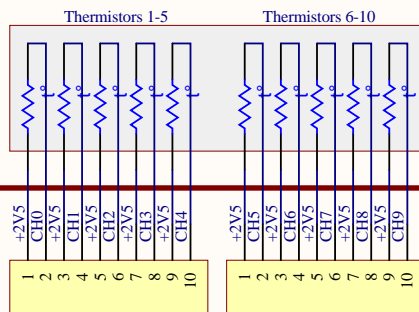 Thermistors 1-5 Thermistors 6-10
t° t° t° t° t° t° t° t° t° t°
+2V5 CH0 +2V5 CH1 +2V5 CH2 +2V5 CH3 +2V5 CH4 +2V5 CH5 +2V5 CH6 +2V5 CH7 +2V5 CH8 +2V5 CH9
1 2 3 4 5 6 7 8 9 10 1 2 3 4 5 6 7 8 9 10